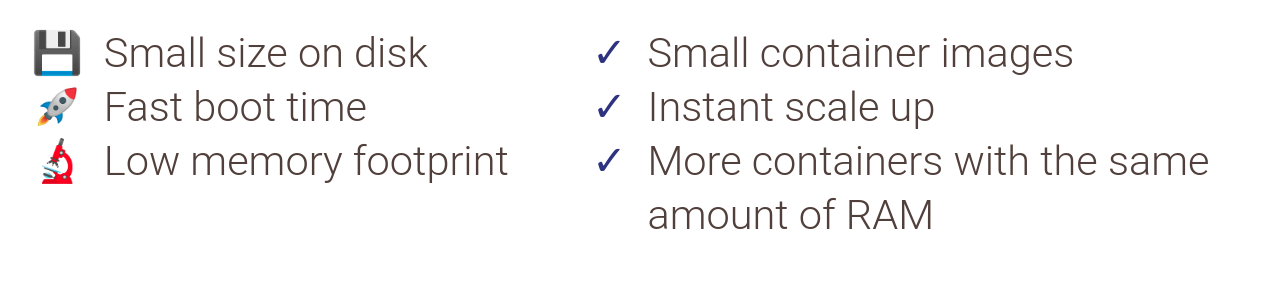 💾 Small size on disk
🚀 Fast boot time
🔬 Low memory footprint
✓ Small container images
✓ Instant scale up
✓ More containers with the same
amount of RAM